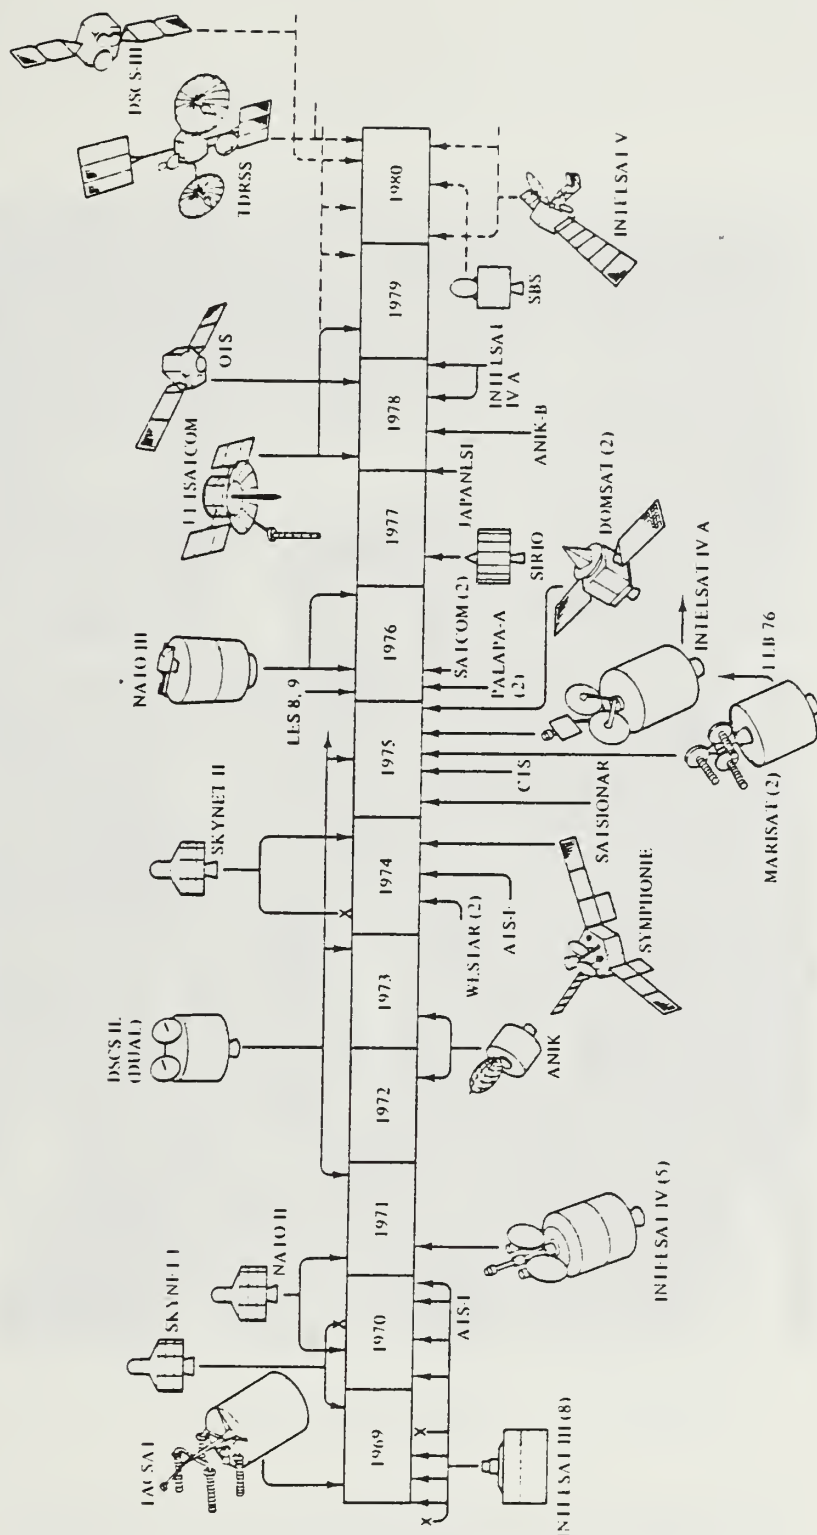 TACSAT
SKYNET I
NATO II
DSCS II
(DUAL)
SKYNET II
LES 8, 9
NATO III
FLTSATCOM
OTS
TDRSS
DSCS-III
1969
1970
1971
1972
1973
1974
1975
1976
1977
1978
1979
1980
INTELSAT III (8)
INTELSAT IV (5)
ANIK
WESTAR (2)
SYMPHONIE
SATSIONAR
CTS
MARISAT (2)
FEB 76
INTELSAT IV A
PALAPA-A
(2)
SATCOM (2)
DOMSAT (2)
SIRIO
JAPANESE
ANIK-B
INTELSAT
IV A
SBS
INTELSAT V